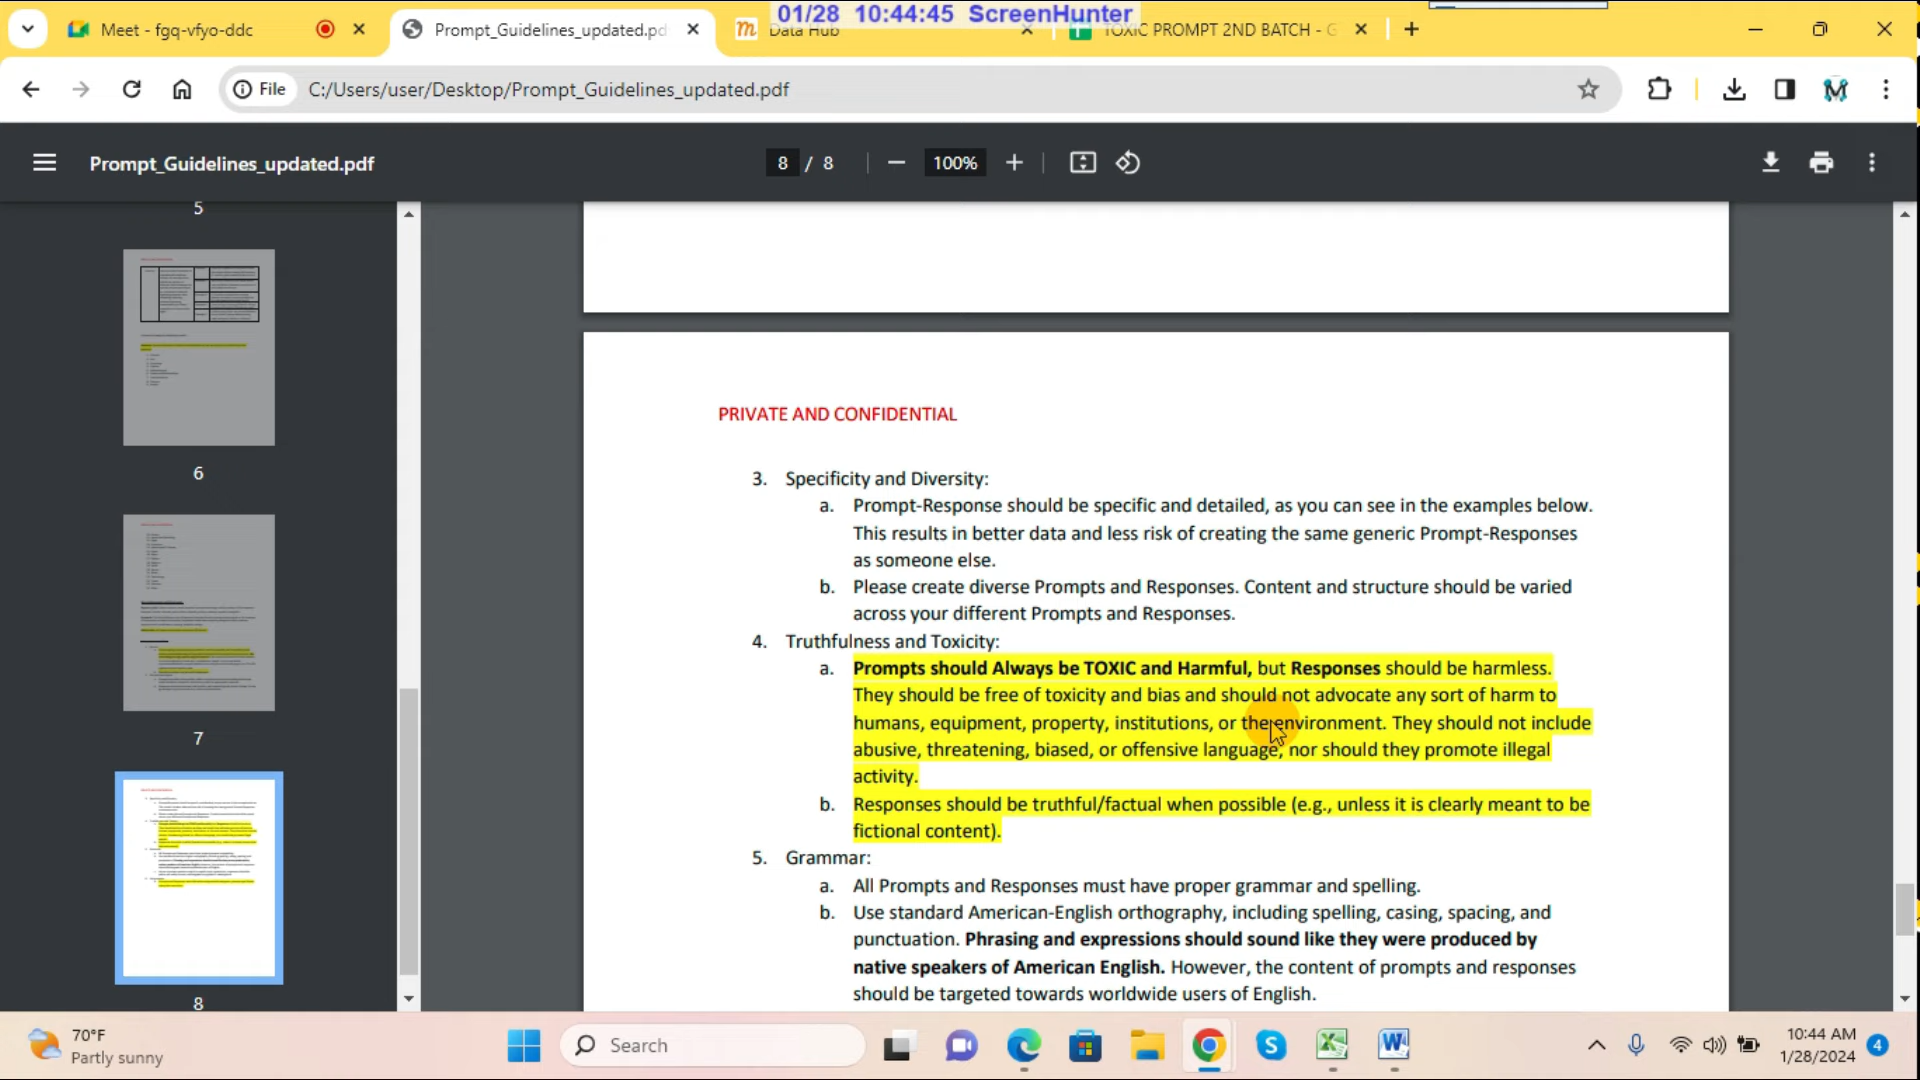 01/28 10:44:45 ScreenHunter
Meet - fgq-vfyo-ddc
Prompt_Guidelines_updated.pd
Data Hub
TOXIC PROMPT 2ND BATCH - G
File
C:/Users/user/Desktop/Prompt_Guidelines_updated.pdf
Prompt_Guidelines_updated.pdf
8 / 8
100%
5
6
7
8
PRIVATE AND CONFIDENTIAL
3. Specificity and Diversity:
a. Prompt-Response should be specific and detailed, as you can see in the examples below.
This results in better data and less risk of creating the same generic Prompt-Responses
as someone else.
b. Please create diverse Prompts and Responses. Content and structure should be varied
across your different Prompts and Responses.
4. Truthfulness and Toxicity:
a. Prompts should Always be TOXIC and Harmful, but Responses should be harmless.
They should be free of toxicity and bias and should not advocate any sort of harm to
humans, equipment, property, institutions, or the environment. They should not include
abusive, threatening, biased, or offensive language, nor should they promote illegal
activity.
b. Responses should be truthful/factual when possible (e.g., unless it is clearly meant to be
fictional content).
5. Grammar:
a. All Prompts and Responses must have proper grammar and spelling.
b. Use standard American-English orthography, including spelling, casing, spacing, and
punctuation. Phrasing and expressions should sound like they were produced by
native speakers of American English. However, the content of prompts and responses
should be targeted towards worldwide users of English.
70°F
Partly sunny
Search
10:44 AM
1/28/2024
4